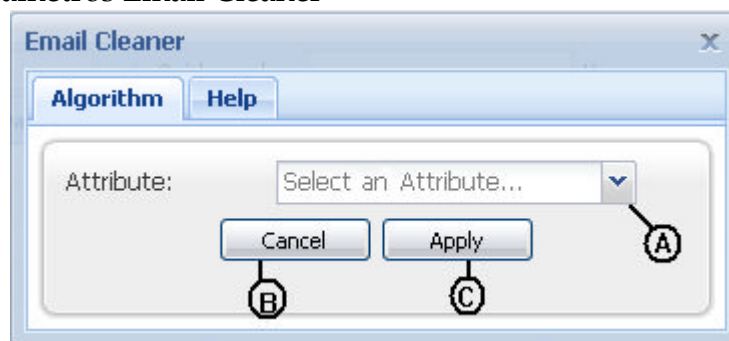 Email Cleaner
Algorithm Help
Attribute: Select an Attribute...
A
Cancel Apply
B C